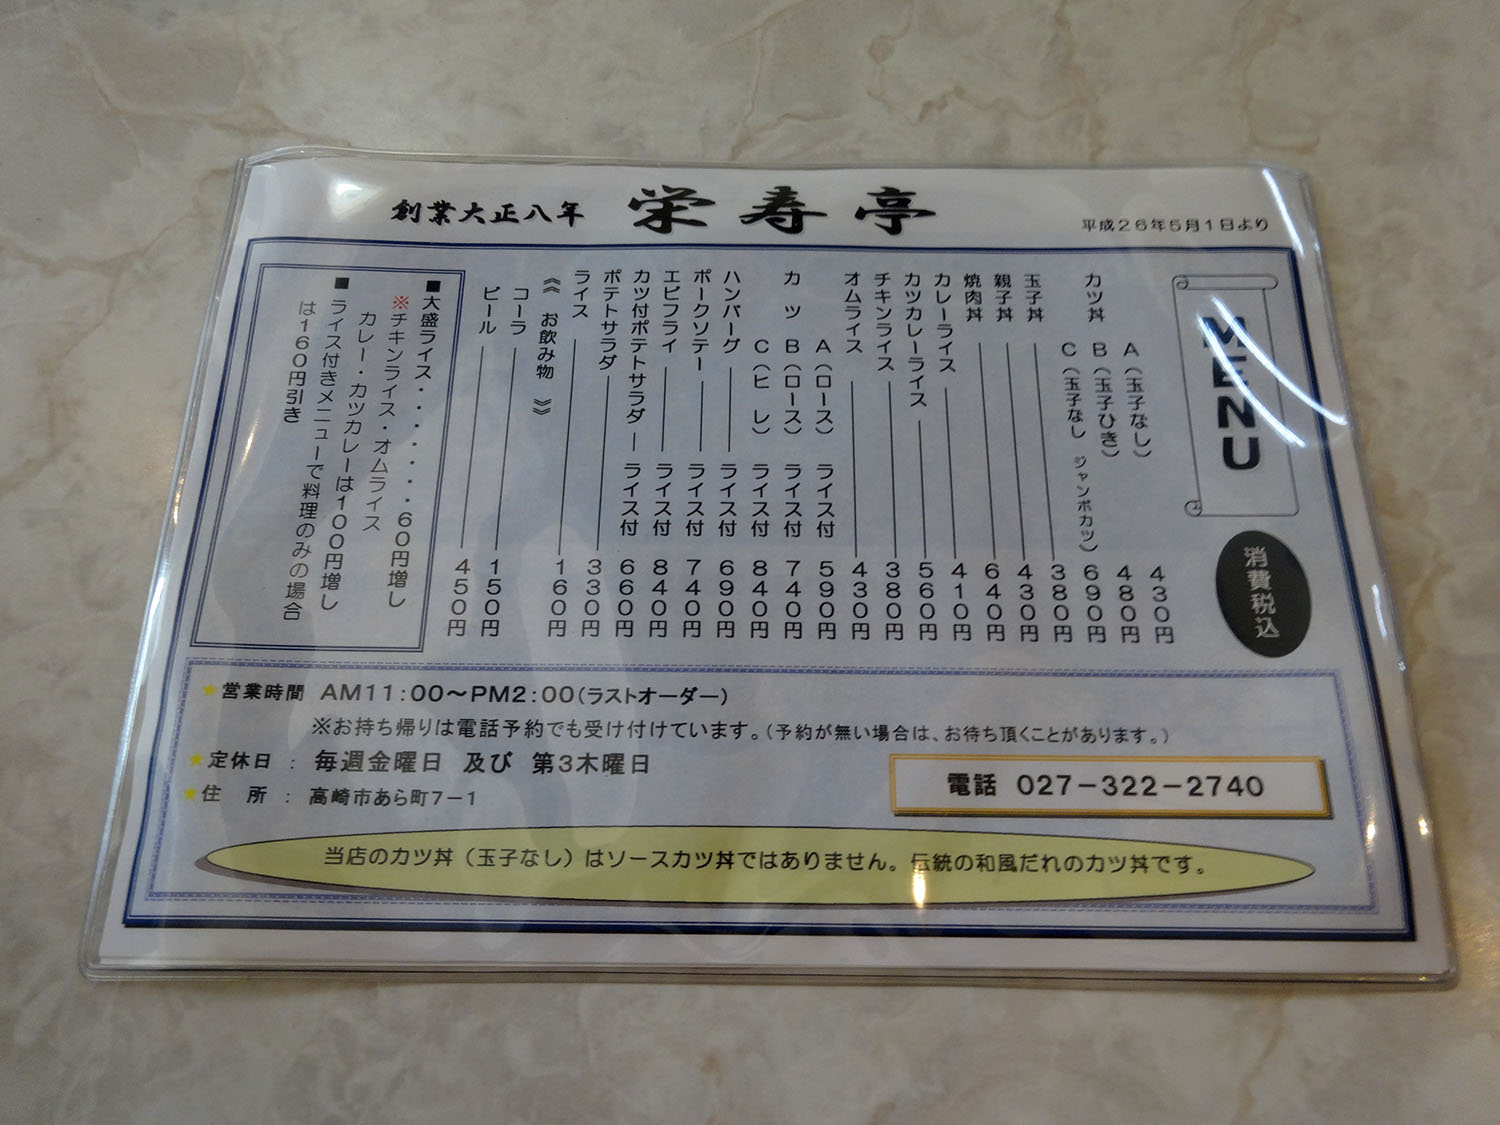 創業大正八年 栄寿亭
平成26年5月1日より
MENU
消費税込
カツ丼 A(玉子なし) 430円
B(玉子ひき) 480円
C(玉子なし ジャンボカツ) 690円
玉子丼 380円
親子丼 430円
焼肉丼 640円
カレーライス 410円
カツカレーライス 560円
チキンライス 380円
オムライス 430円
カツ A(ロース) ライス付 590円
B(ロース) ライス付 740円
C(ヒレ) ライス付 840円
ハンバーグ ライス付 690円
ポークソテー ライス付 740円
エビフライ ライス付 840円
カツ付ポテトサラダ ライス付 660円
ポテトサラダ 330円
ライス 160円
《 お飲み物 》
コーラ 150円
ビール 450円
■大盛ライス・・・・・・60円増し
※チキンライス・オムライス
カレー・カツカレーは100円増し
■ライス付きメニューで料理のみの場合
は160円引き
★営業時間 AM11:00〜PM2:00(ラストオーダー)
※お持ち帰りは電話予約でも受け付けています。(予約が無い場合は、お待ち頂くことがあります。)
★定休日 : 毎週金曜日 及び 第3木曜日
★住 所 : 高崎市あら町7−1
電話 027−322−2740
当店のカツ丼(玉子なし)はソースカツ丼ではありません。伝統の和風だれのカツ丼です。